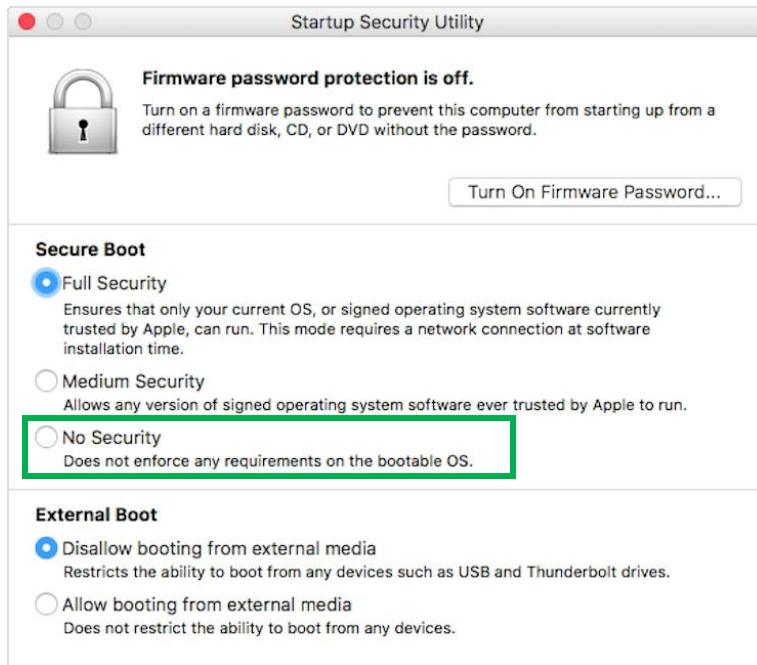 Startup Security Utility
Firmware password protection is off.
Turn on a firmware password to prevent this computer from starting up from a
different hard disk, CD, or DVD without the password.
Turn On Firmware Password...
Secure Boot
Full Security
Ensures that only your current OS, or signed operating system software currently
trusted by Apple, can run. This mode requires a network connection at software
installation time.
Medium Security
Allows any version of signed operating system software ever trusted by Apple to run.
No Security
Does not enforce any requirements on the bootable OS.
External Boot
Disallow booting from external media
Restricts the ability to boot from any devices such as USB and Thunderbolt drives.
Allow booting from external media
Does not restrict the ability to boot from any devices.